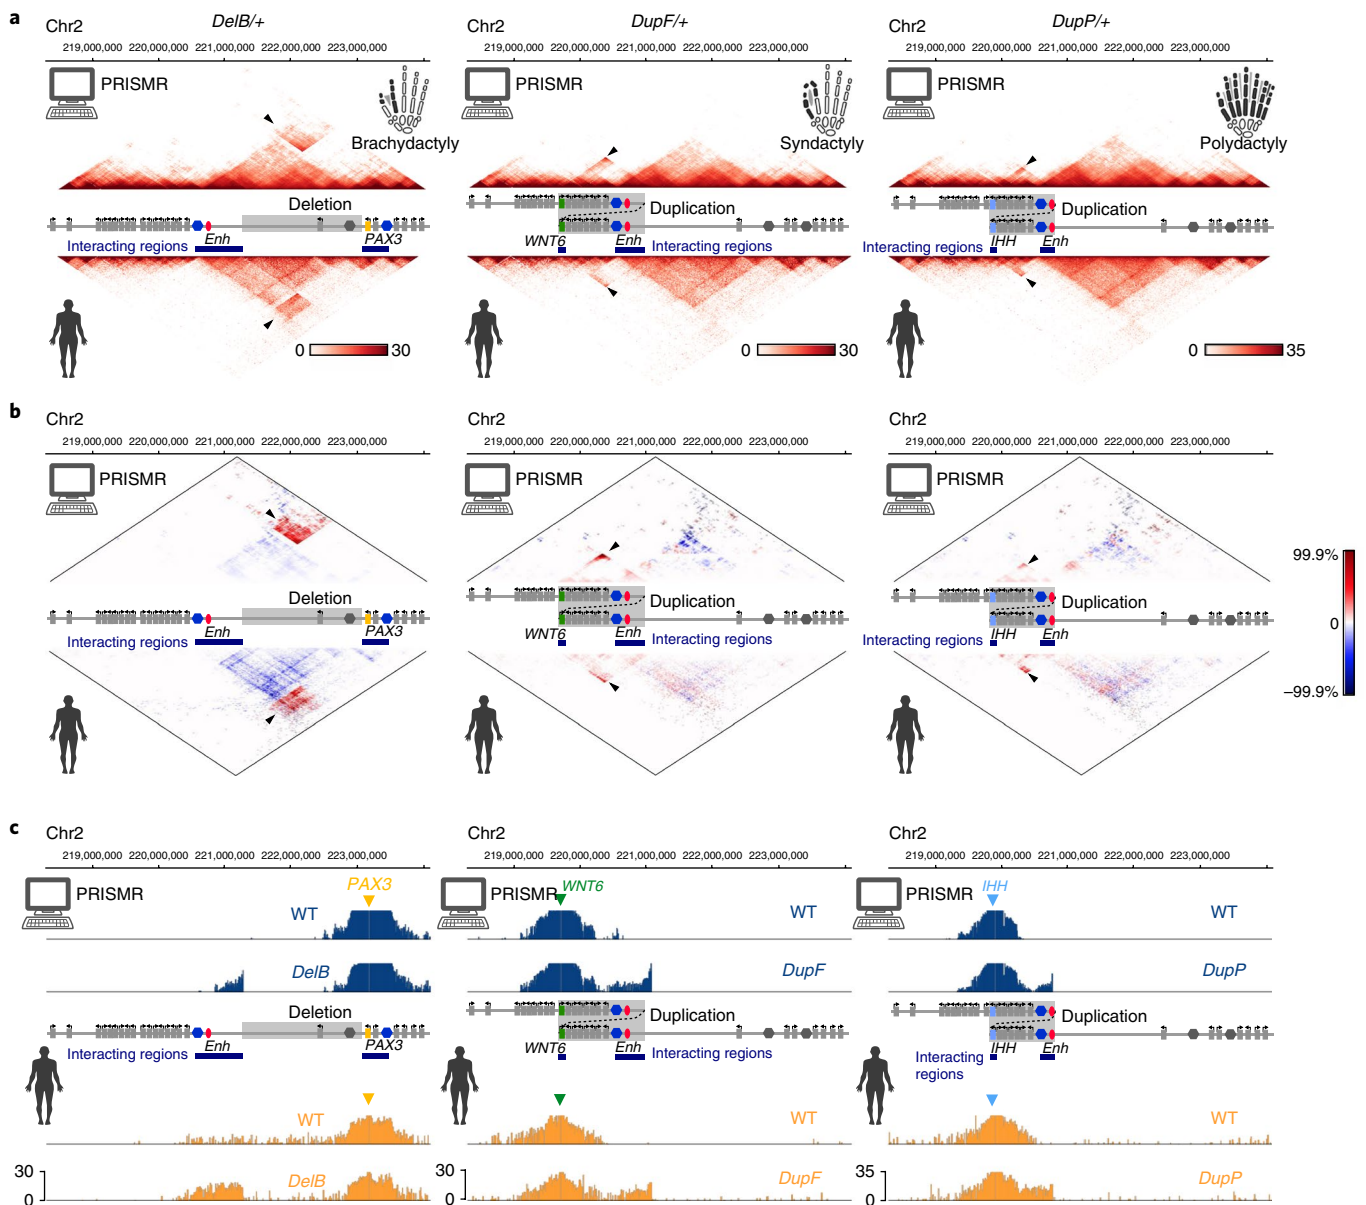 a
Chr2 DelB/+
219,000,000 220,000,000 221,000,000 222,000,000 223,000,000
PRISMR
Brachydactyly
Deletion
Enh PAX3
Interacting regions
0 30
DupF/+
219,000,000 220,000,000 221,000,000 222,000,000 223,000,000
PRISMR
Syndactyly
Duplication
WNT6 Enh Interacting regions
0 30
Chr2 DupP/+
219,000,000 220,000,000 221,000,000 222,000,000 223,000,000
PRISMR
Polydactyly
Duplication
Interacting regions IHH Enh
0 35
b
Chr2
219,000,000 220,000,000 221,000,000 222,000,000 223,000,000
PRISMR
Deletion
Enh PAX3
Interacting regions
Chr2
219,000,000 220,000,000 221,000,000 222,000,000 223,000,000
PRISMR
Duplication
WNT6 Enh Interacting regions
Chr2
219,000,000 220,000,000 221,000,000 222,000,000 223,000,000
PRISMR
Duplication
Interacting regions IHH Enh
99.9%
0
–99.9%
c
Chr2
219,000,000 220,000,000 221,000,000 222,000,000 223,000,000
PRISMR
PAX3
WT
DelB
Deletion
Enh PAX3
Interacting regions
WT
30
0
DelB
Chr2
219,000,000 220,000,000 221,000,000 222,000,000 223,000,000
PRISMR WNT6
WT
DupF
Duplication
WNT6 Enh Interacting regions
WT
30
0
DupF
Chr2
219,000,000 220,000,000 221,000,000 222,000,000 223,000,000
PRISMR
IHH
WT
DupP
Duplication
IHH Enh
Interacting
regions
WT
35
0
DupP